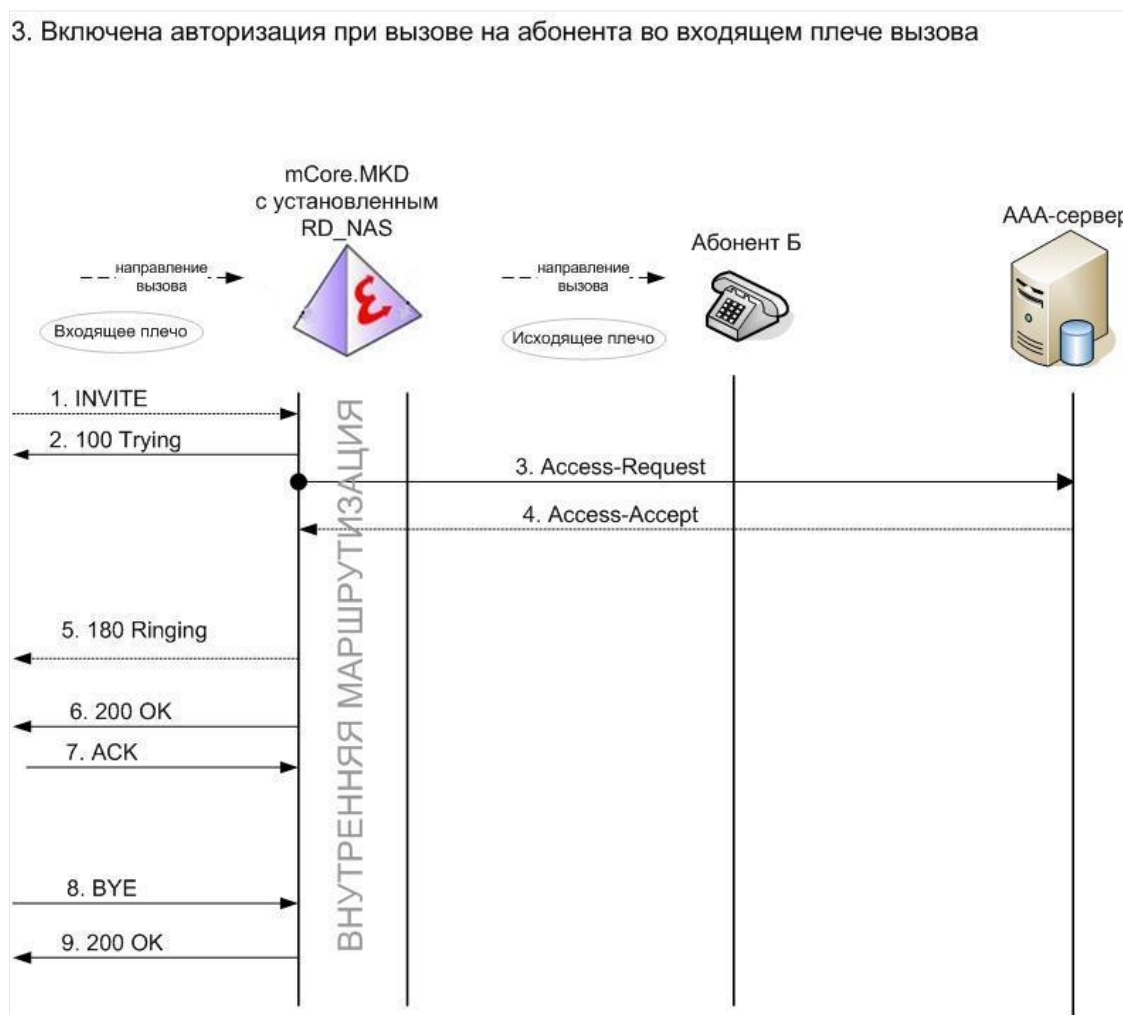 3. Включена авторизация при вызове на абонента во входящем плече вызова
mCore.MKD
с установленным
RD_NAS
Абонент Б
ААА-сервер
направление
вызова
направление
вызова
Входящее плечо
Исходящее плечо
1. INVITE
2. 100 Trying
3. Access-Request
4. Access-Accept
5. 180 Ringing
6. 200 OK
7. ACK
8. BYE
9. 200 OK
ВНУТРЕННЯЯ МАРШРУТИЗАЦИЯ